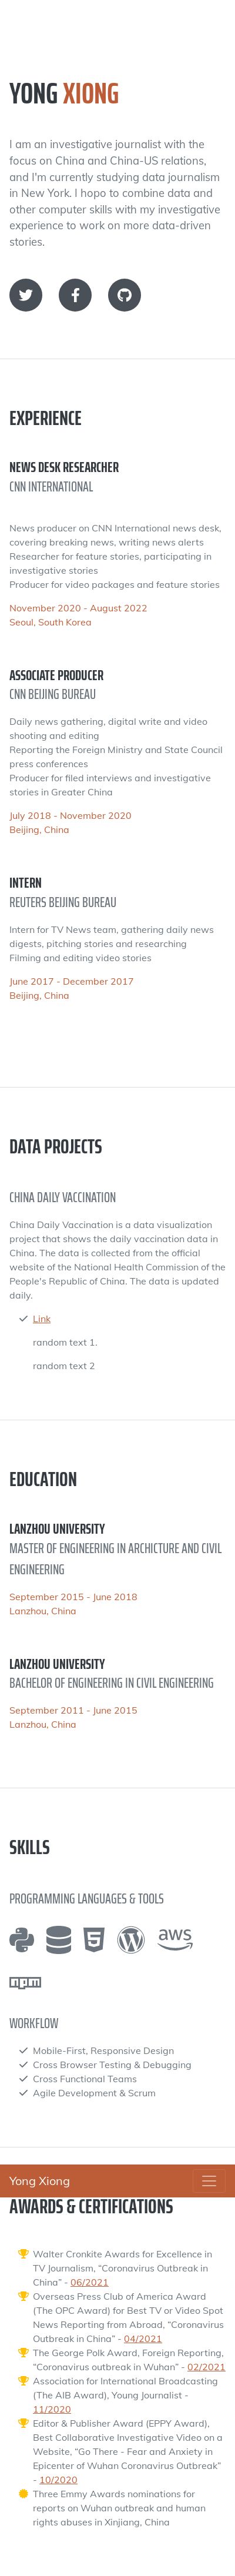 YONG XIONG
I am an investigative journalist with the
focus on China and China-US relations,
and I'm currently studying data journalism
in New York. I hope to combine data and
other computer skills with my investigative
experience to work on more data-driven
stories.
EXPERIENCE
NEWS DESK RESEARCHER
CNN INTERNATIONAL
News producer on CNN International news desk,
covering breaking news, writing news alerts
Researcher for feature stories, participating in
investigative stories
Producer for video packages and feature stories
November 2020 - August 2022
Seoul, South Korea
ASSOCIATE PRODUCER
CNN BEIJING BUREAU
Daily news gathering, digital write and video
shooting and editing
Reporting the Foreign Ministry and State Council
press conferences
Producer for filed interviews and investigative
stories in Greater China
July 2018 - November 2020
Beijing, China
INTERN
REUTERS BEIJING BUREAU
Intern for TV News team, gathering daily news
digests, pitching stories and researching
Filming and editing video stories
June 2017 - December 2017
Beijing, China
DATA PROJECTS
CHINA DAILY VACCINATION
China Daily Vaccination is a data visualization
project that shows the daily vaccination data in
China. The data is collected from the official
website of the National Health Commission of the
People's Republic of China. The data is updated
daily.
Link
random text 1.
random text 2
EDUCATION
LANZHOU UNIVERSITY
MASTER OF ENGINEERING IN ARCHICTURE AND CIVIL
ENGINEERING
September 2015 - June 2018
Lanzhou, China
LANZHOU UNIVERSITY
BACHELOR OF ENGINEERING IN CIVIL ENGINEERING
September 2011 - June 2015
Lanzhou, China
SKILLS
PROGRAMMING LANGUAGES & TOOLS
aws
npm
WORKFLOW
Mobile-First, Responsive Design
Cross Browser Testing & Debugging
Cross Functional Teams
Agile Development & Scrum
Yong Xiong
AWARDS & CERTIFICATIONS
Walter Cronkite Awards for Excellence in
TV Journalism, “Coronavirus Outbreak in
China” - 06/2021
Overseas Press Club of America Award
(The OPC Award) for Best TV or Video Spot
News Reporting from Abroad, “Coronavirus
Outbreak in China” - 04/2021
The George Polk Award, Foreign Reporting,
“Coronavirus outbreak in Wuhan” - 02/2021
Association for International Broadcasting
(The AIB Award), Young Journalist -
11/2020
Editor & Publisher Award (EPPY Award),
Best Collaborative Investigative Video on a
Website, “Go There - Fear and Anxiety in
Epicenter of Wuhan Coronavirus Outbreak”
- 10/2020
Three Emmy Awards nominations for
reports on Wuhan outbreak and human
rights abuses in Xinjiang, China